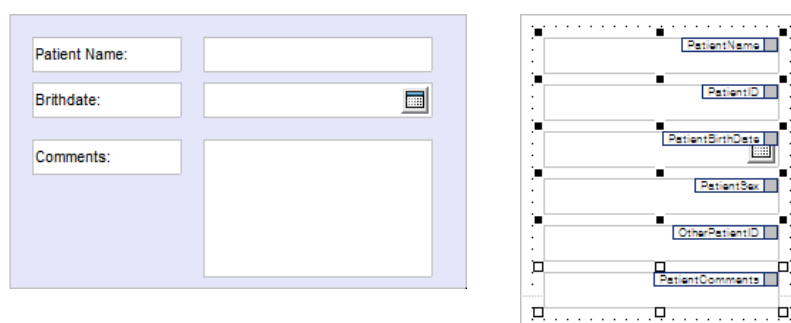 Patient Name:
Brithdate:
Comments:
PatientName
PatientID
PatientBirthDate
PatientSex
OtherPatientID
PatientComments